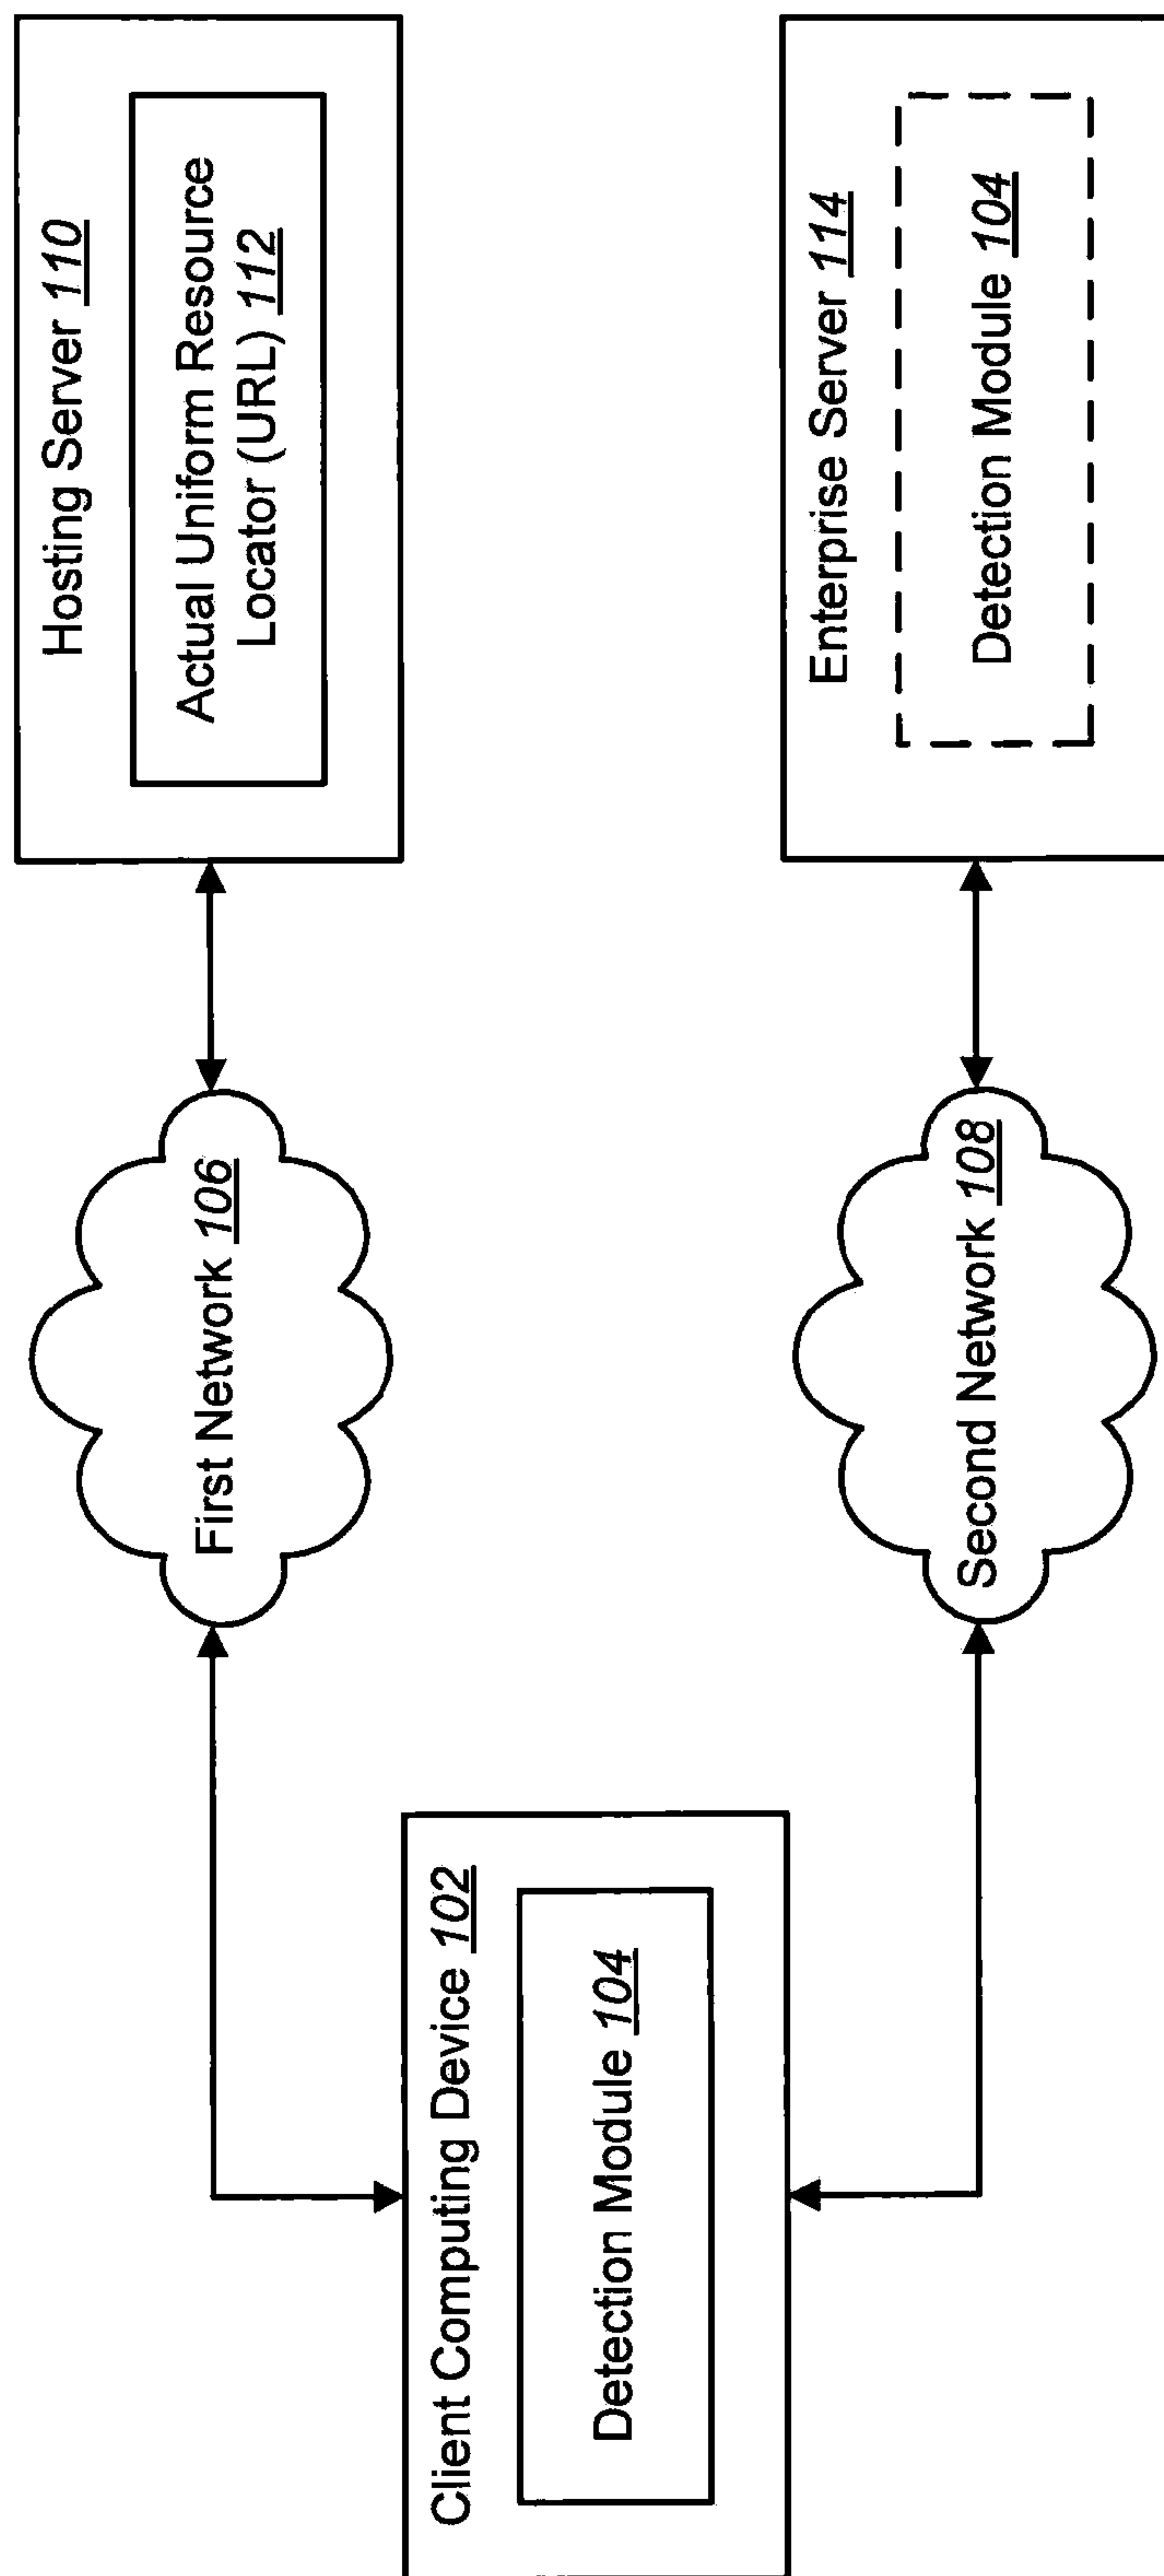 Hosting Server 110
Actual Uniform Resource
Locator (URL) 112
First Network 106
Client Computing Device 102
Detection Module 104
Second Network 108
Enterprise Server 114
Detection Module 104